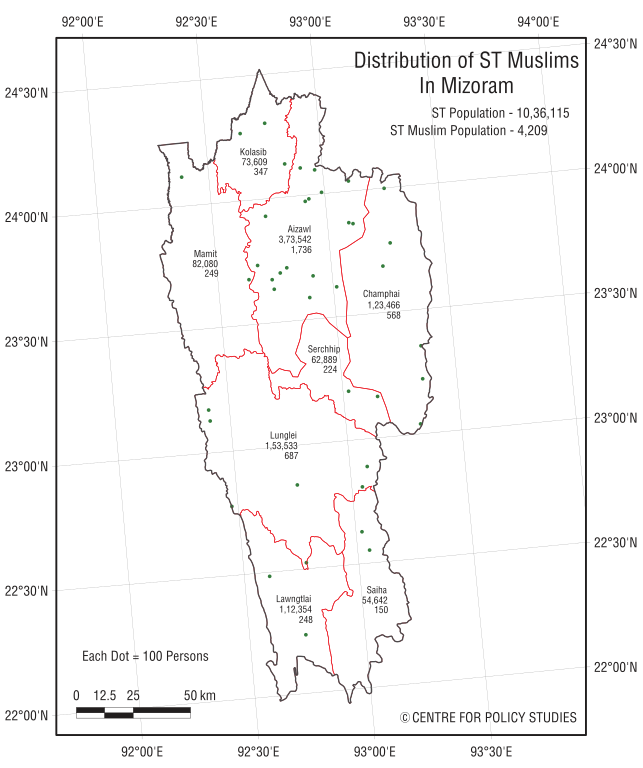 92°00'E 92°30'E 93°00'E 93°30'E 94°00'E
24°30'N
Distribution of ST Muslims
In Mizoram
24°30'N
ST Population - 10,36,115
ST Muslim Population - 4,209
Kolasib
73,609
347
24°00'N
24°00'N
Aizawl
3,73,542
1,736
Mamit
82,080
249
Champhai
1,23,466
568
23°30'N
23°30'N
Serchhip
62,889
224
23°00'N
Lunglei
1,53,533
687
23°00'N
22°30'N
22°30'N
Lawngtlai
1,12,354
248
Saiha
54,642
150
Each Dot = 100 Persons
22°00'N
0 12.5 25 50 km
22°00'N
© CENTRE FOR POLICY STUDIES
92°00'E 92°30'E 93°00'E 93°30'E